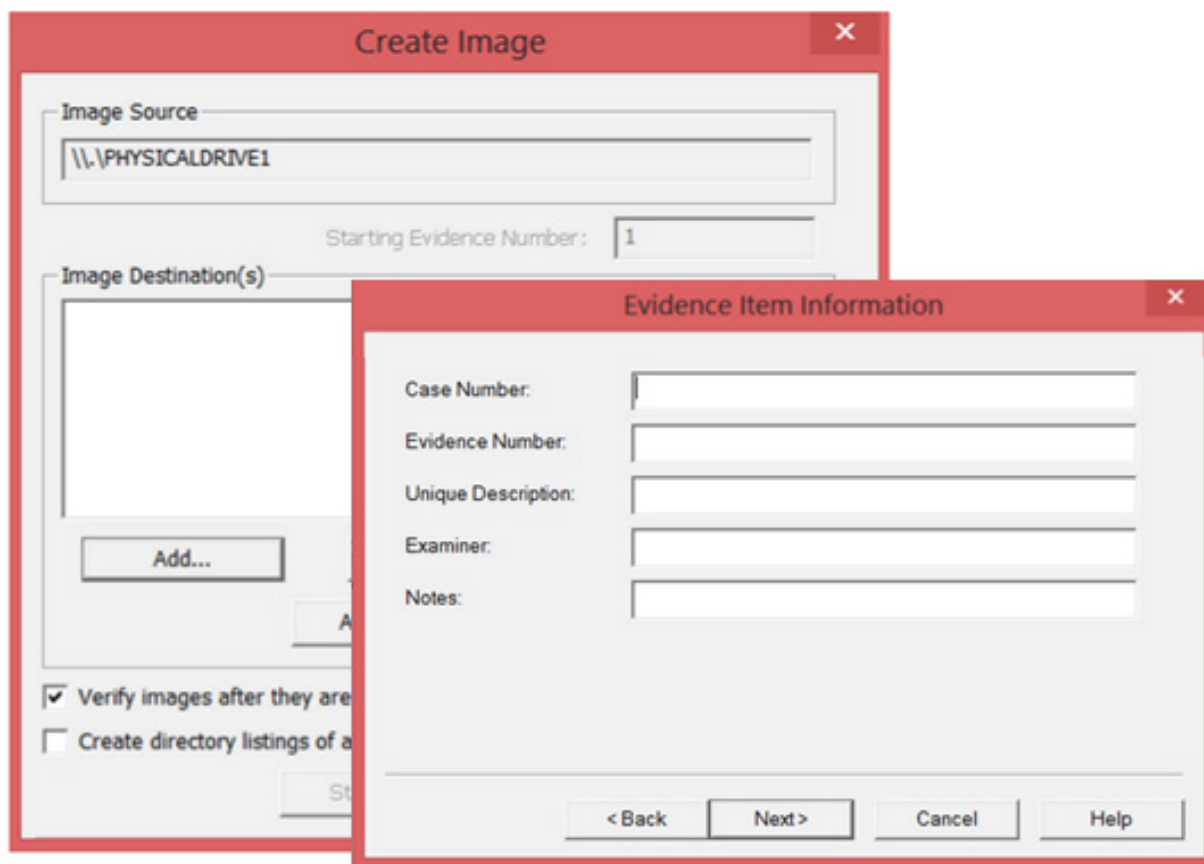 Create Image
Image Source
\\.\PHYSICALDRIVE1
Starting Evidence Number: 1
Image Destination(s)
Add...
Verify images after they are
Create directory listings of
Evidence Item Information
Case Number:
Evidence Number:
Unique Description:
Examiner:
Notes:
< Back
Next >
Cancel
Help